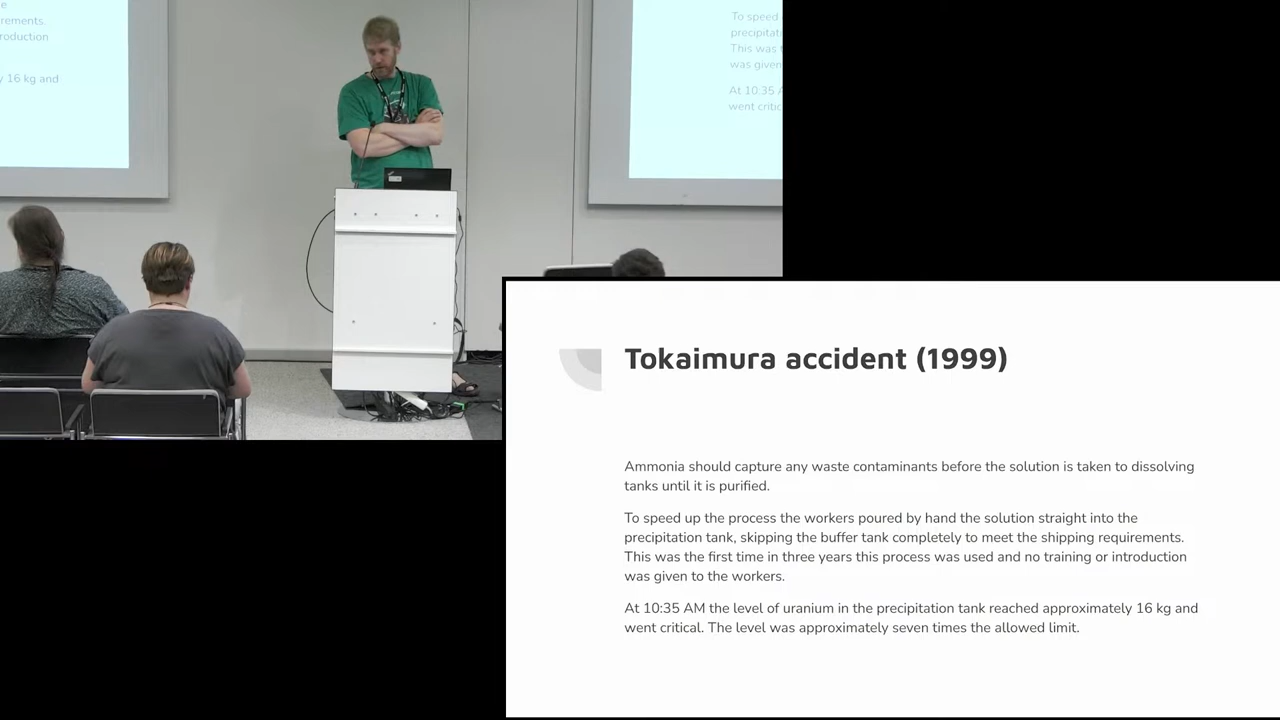 rements.
roduction
y 16 kg and
To speed
precipitat
This was t
was given
At 10:35 A
went critic
Tokaimura accident (1999)
Ammonia should capture any waste contaminants before the solution is taken to dissolving
tanks until it is purified.
To speed up the process the workers poured by hand the solution straight into the
precipitation tank, skipping the buffer tank completely to meet the shipping requirements.
This was the first time in three years this process was used and no training or introduction
was given to the workers.
At 10:35 AM the level of uranium in the precipitation tank reached approximately 16 kg and
went critical. The level was approximately seven times the allowed limit.